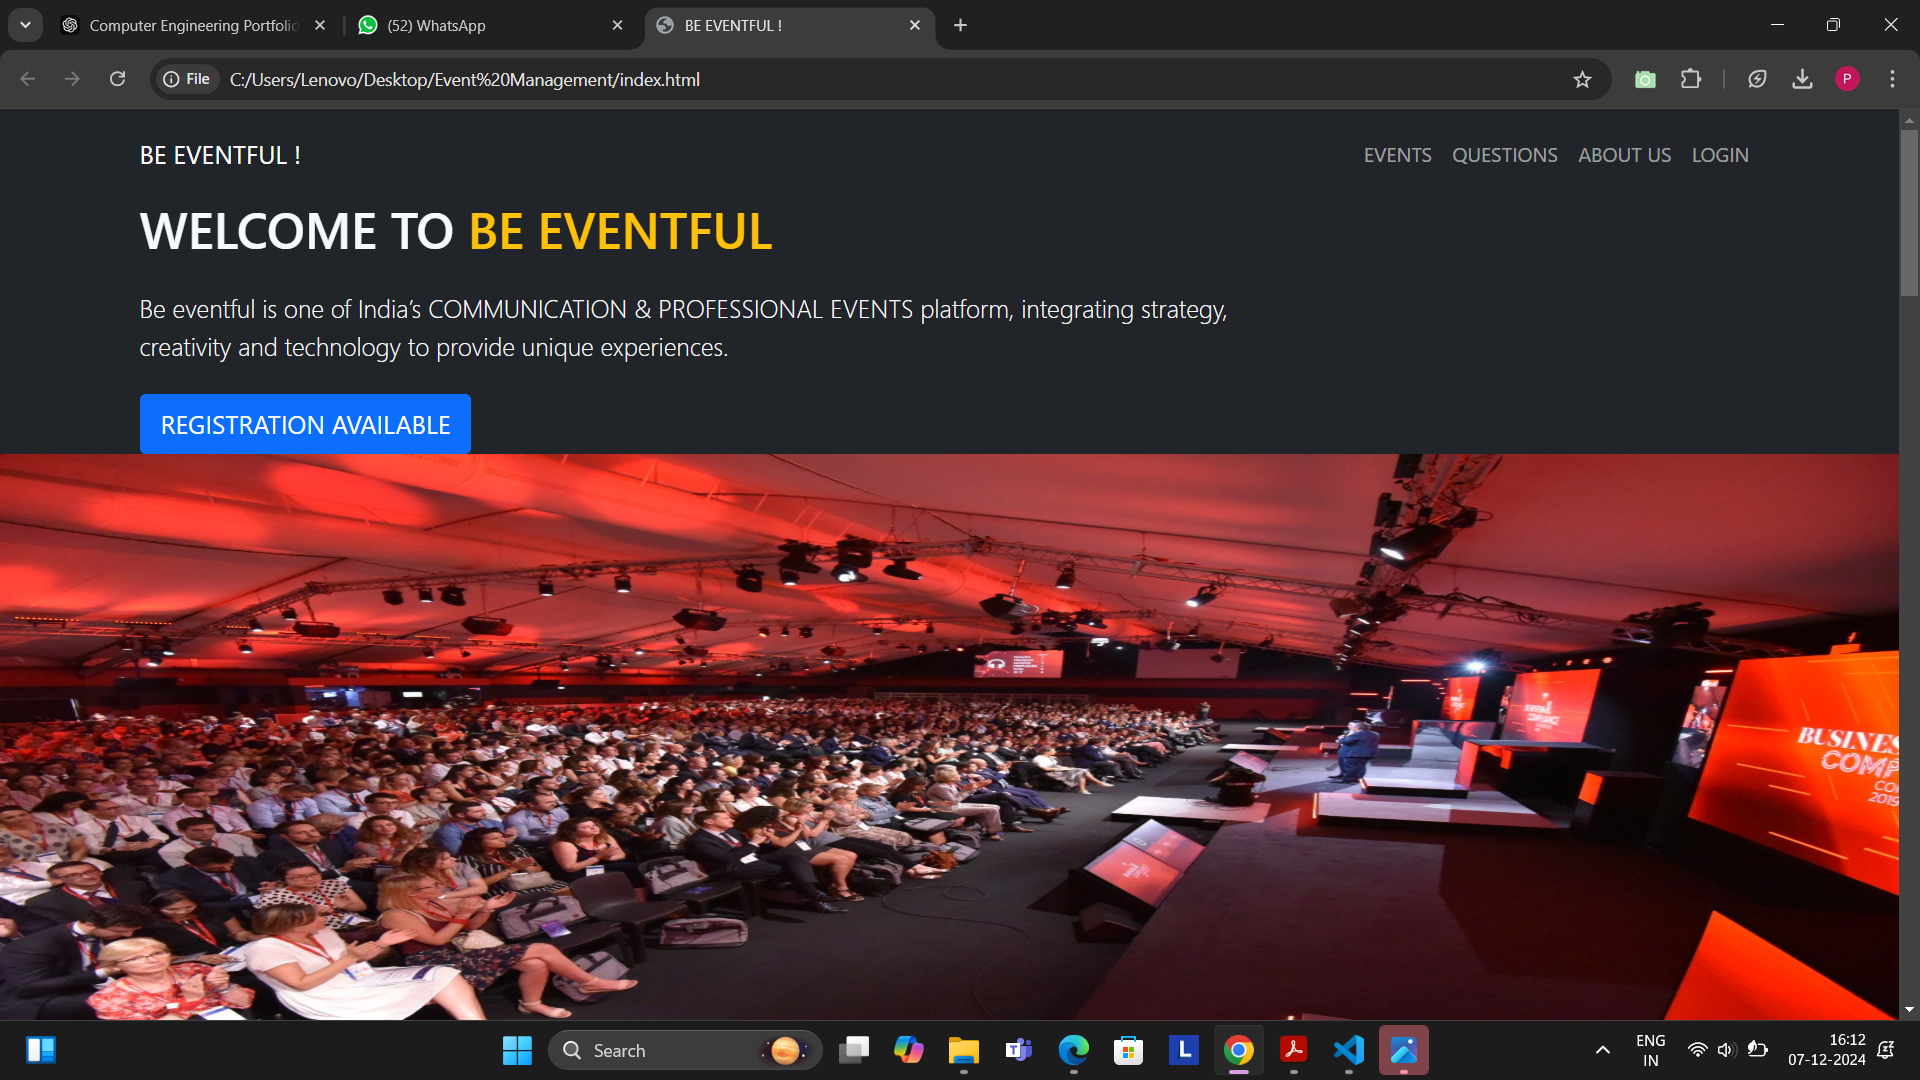 Computer Engineering Portfolio
(52) WhatsApp
BE EVENTFUL !
File
C:/Users/Lenovo/Desktop/Event%20Management/index.html
P
BE EVENTFUL !
EVENTS
QUESTIONS
ABOUT US
LOGIN
WELCOME TO BE EVENTFUL
Be eventful is one of India’s COMMUNICATION & PROFESSIONAL EVENTS platform, integrating strategy,
creativity and technology to provide unique experiences.
REGISTRATION AVAILABLE
BUSINES
COMP
CO
2019
Search
L
ENG
IN
16:12
07-12-2024